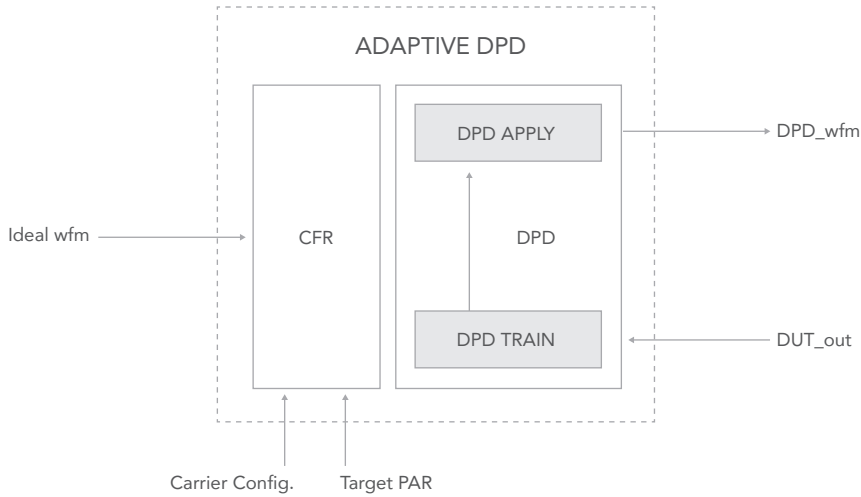 ADAPTIVE DPD
DPD APPLY
DPD_wfm
Ideal wfm
CFR
DPD
DPD TRAIN
DUT_out
Carrier Config.
Target PAR